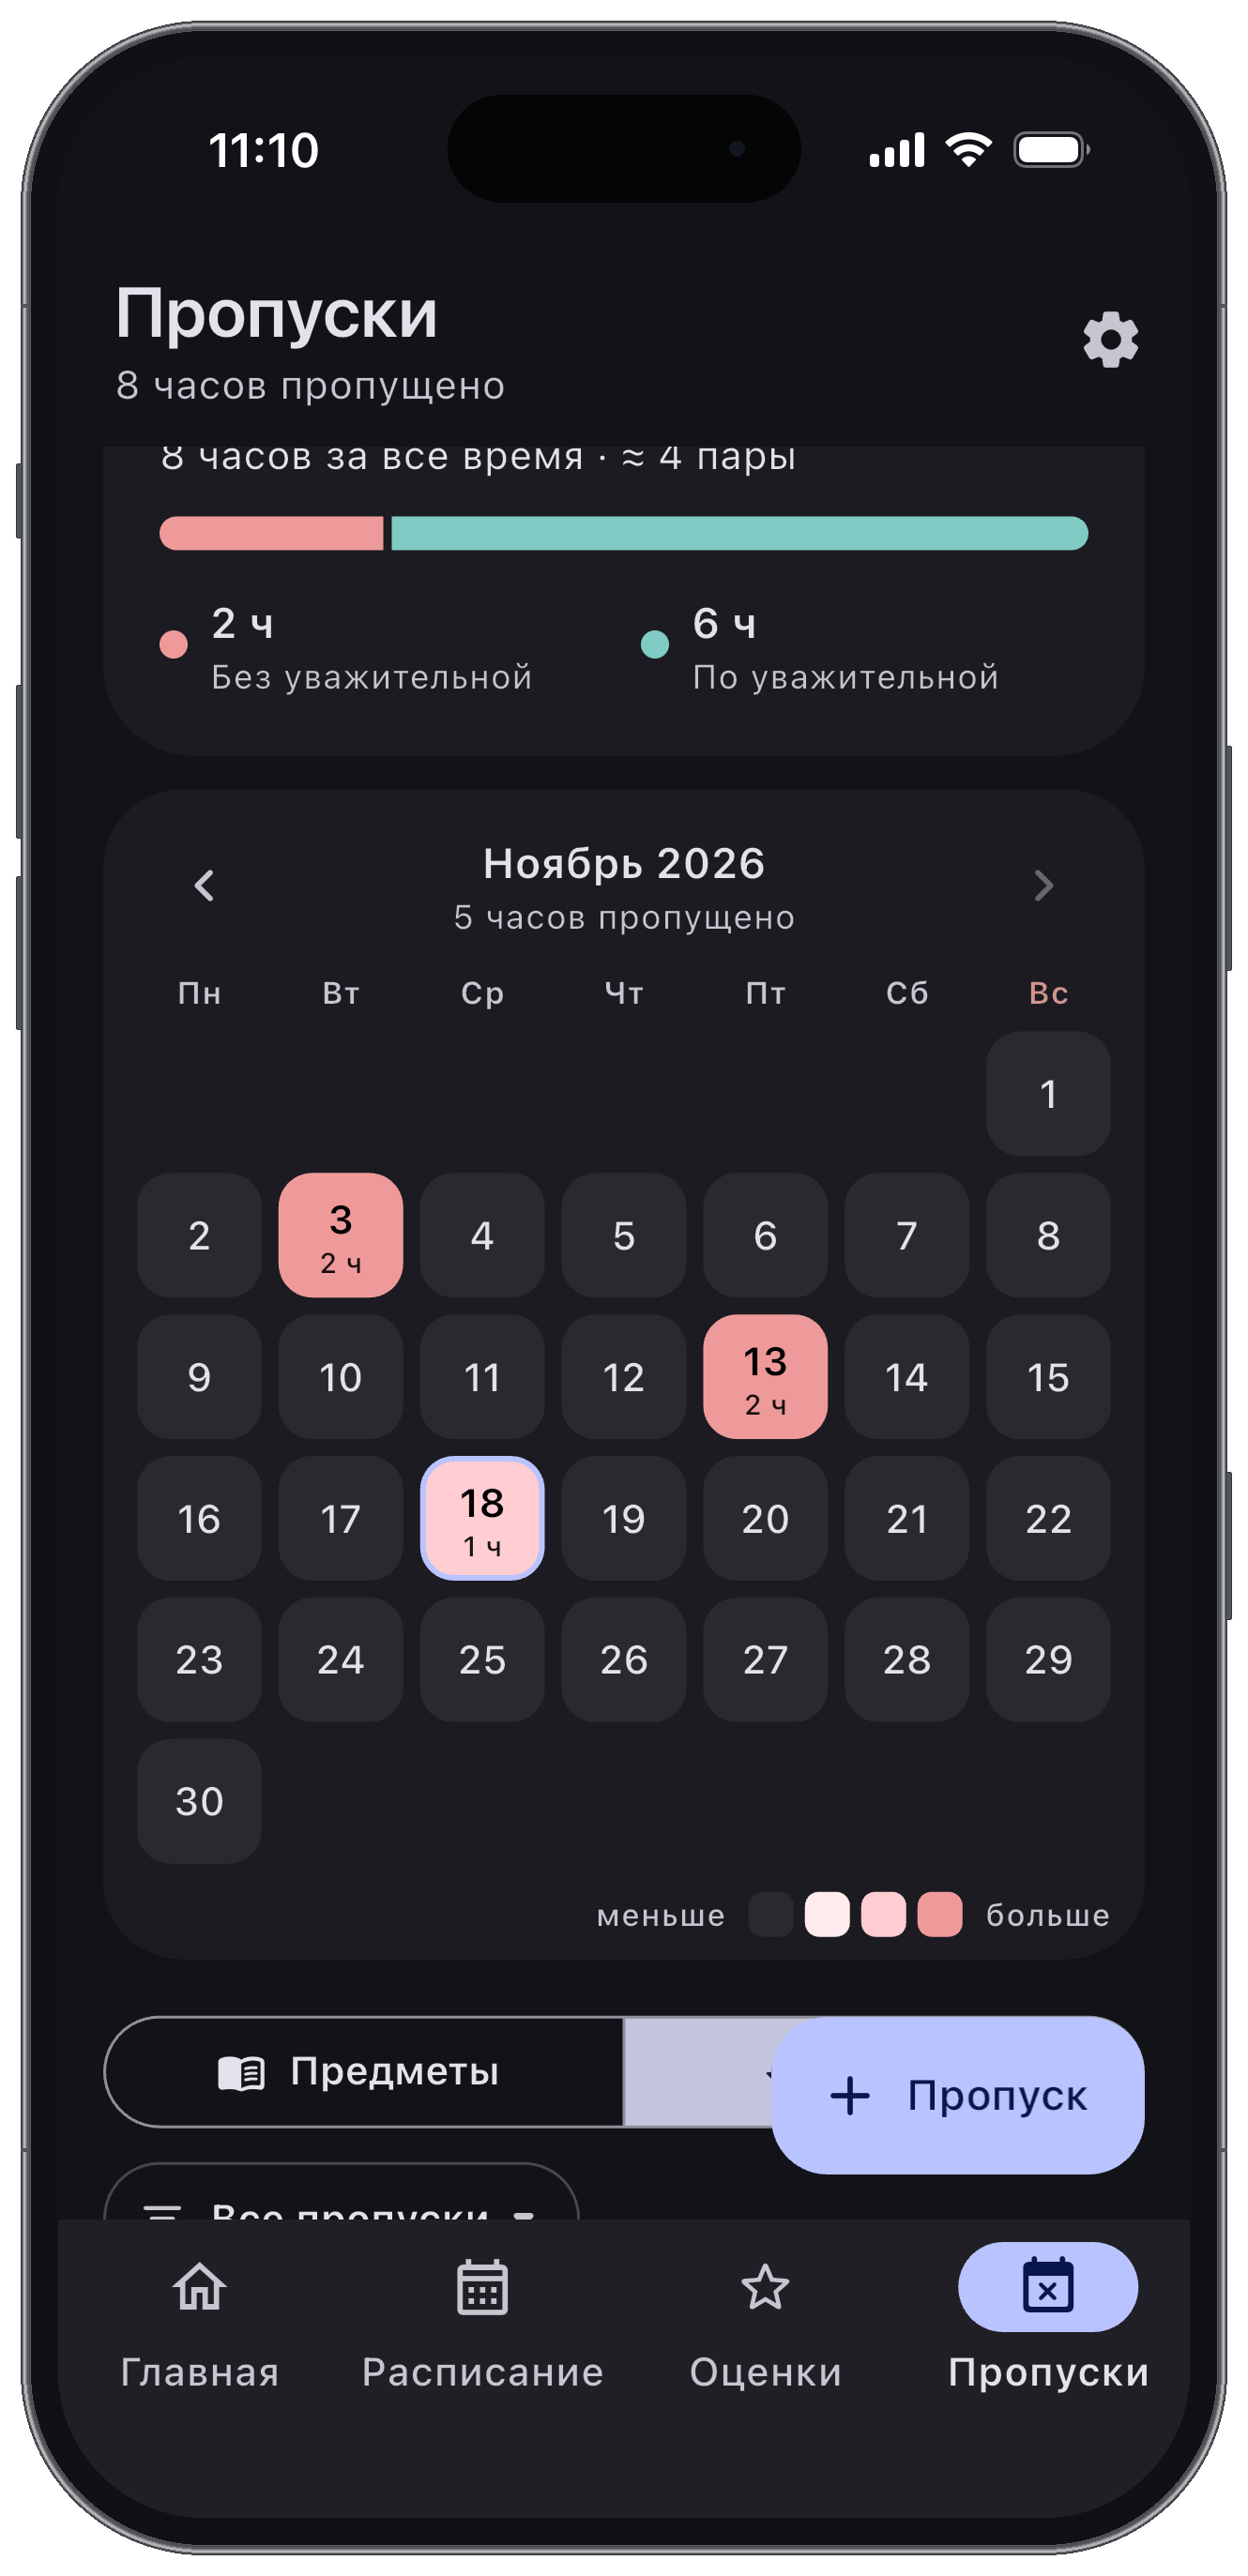 11:10
Пропуски
8 часов пропущено
8 часов за все время · ≈ 4 пары
2 ч
Без уважительной
6 ч
По уважительной
Ноябрь 2026
5 часов пропущено
Пн Вт Ср Чт Пт Сб Вс
1
2 3 4 5 6 7 8
2 ч
9 10 11 12 13 14 15
2 ч
16 17 18 19 20 21 22
1 ч
23 24 25 26 27 28 29
30
меньше больше
Предметы
Пропуск
Все пропуски
Главная Расписание Оценки Пропуски